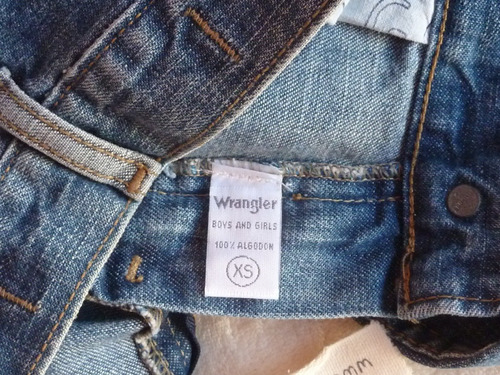 Wrangler
BOYS AND GIRLS
100% ALGODON
XS